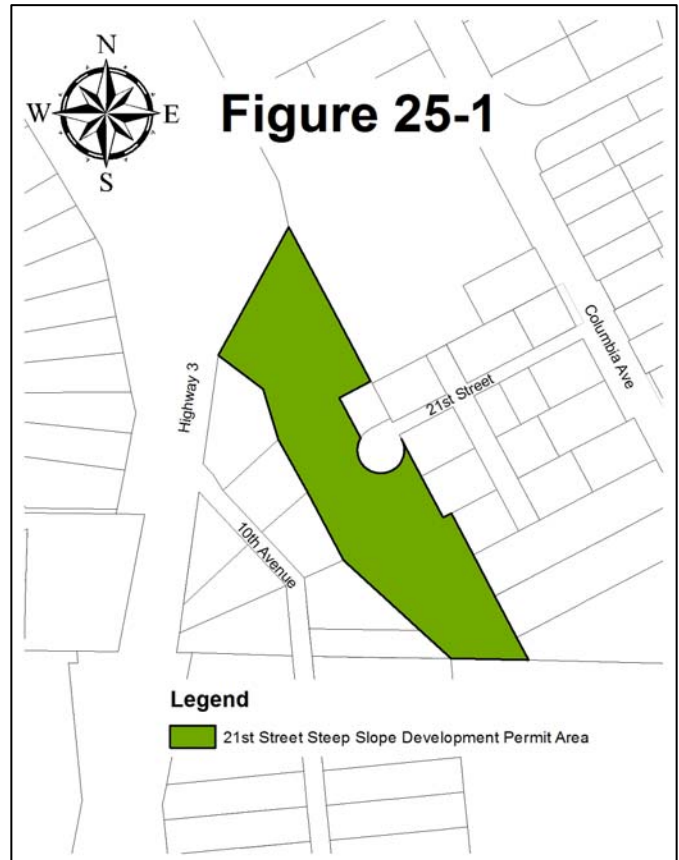 N
W E
S
Figure 25-1
Highway 3
21st Street
Columbia Ave
10th Avenue
Legend
21st Street Steep Slope Development Permit Area